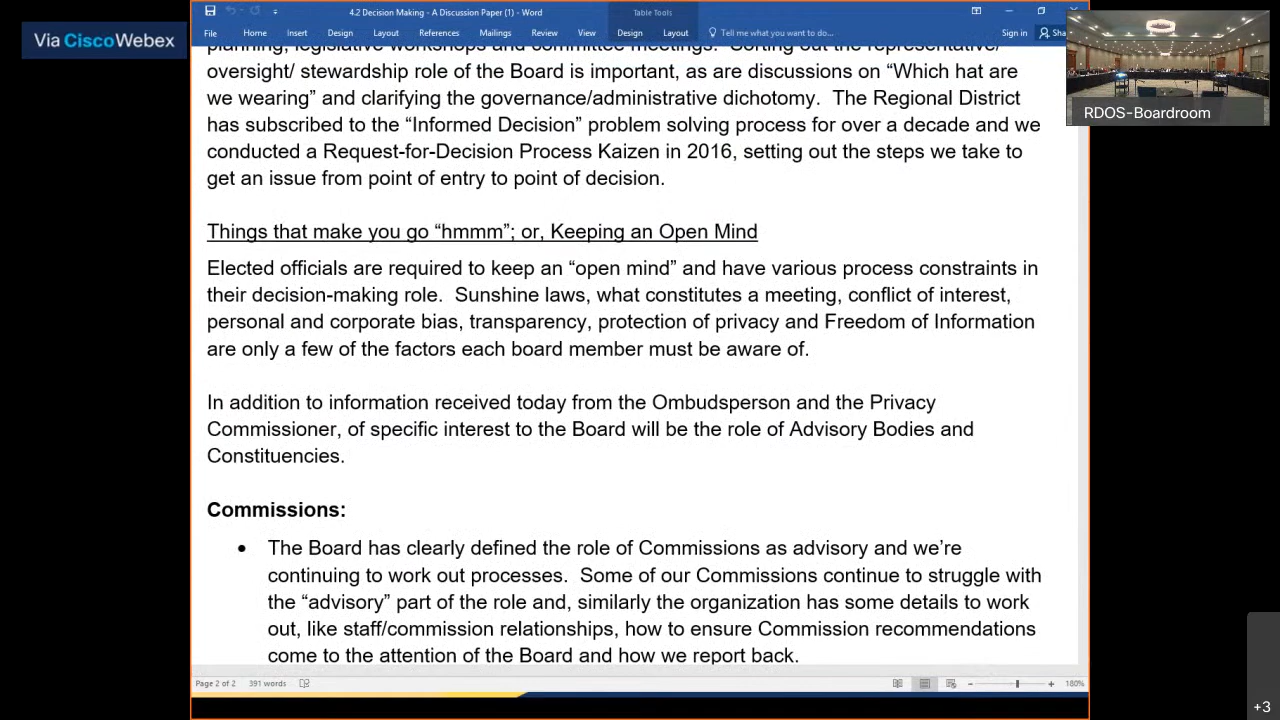 Via CiscoWebex
4.2 Decision Making - A Discussion Paper (1) - Word
Table Tools
File Home Insert Design Layout References Mailings Review View Design Layout Tell me what you want to do... Sign in Sha
RDOS-Boardroom
planning, legislative workshops and committee meetings. Sorting out the representative/
oversight/ stewardship role of the Board is important, as are discussions on “Which hat are
we wearing” and clarifying the governance/administrative dichotomy. The Regional District
has subscribed to the “Informed Decision” problem solving process for over a decade and we
conducted a Request-for-Decision Process Kaizen in 2016, setting out the steps we take to
get an issue from point of entry to point of decision.
Things that make you go “hmmm”; or, Keeping an Open Mind
Elected officials are required to keep an “open mind” and have various process constraints in
their decision-making role. Sunshine laws, what constitutes a meeting, conflict of interest,
personal and corporate bias, transparency, protection of privacy and Freedom of Information
are only a few of the factors each board member must be aware of.
In addition to information received today from the Ombudsperson and the Privacy
Commissioner, of specific interest to the Board will be the role of Advisory Bodies and
Constituencies.
Commissions:
• The Board has clearly defined the role of Commissions as advisory and we’re
continuing to work out processes. Some of our Commissions continue to struggle with
the “advisory” part of the role and, similarly the organization has some details to work
out, like staff/commission relationships, how to ensure Commission recommendations
come to the attention of the Board and how we report back.
Page 2 of 2 391 words 180%
+3